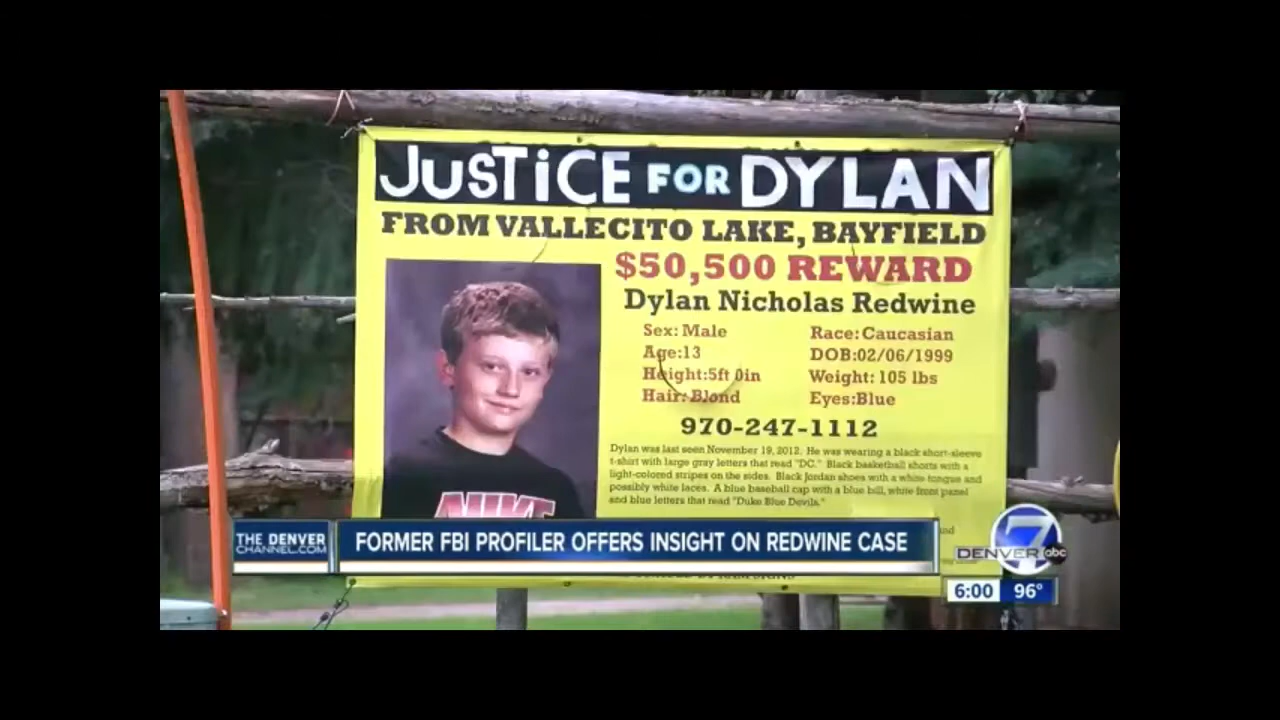 JUSTiCE FOR DYLAN
FROM VALLECITO LAKE, BAYFIELD
$50,500 REWARD
Dylan Nicholas Redwine
Sex: Male
Race: Caucasian
Age:13
DOB:02/06/1999
Height:5ft 0in
Weight: 105 lbs
Hair: Blond
Eyes:Blue
970-247-1112
Dylan was last seen November 19, 2012. He was wearing a black short-sleeve
t-shirt with large gray letters that read "DC." Black basketball shorts with a
light-colored stripes on the sides. Black Jordan shoes with a white tongue and
possibly white laces. A blue baseball cap with a blue bill, white front panel
and blue letters that read "Duke Blue Devils."
NIKE
THE DENVER
CHANNEL.COM
FORMER FBI PROFILER OFFERS INSIGHT ON REDWINE CASE
7
DENVER abc
6:00 96°